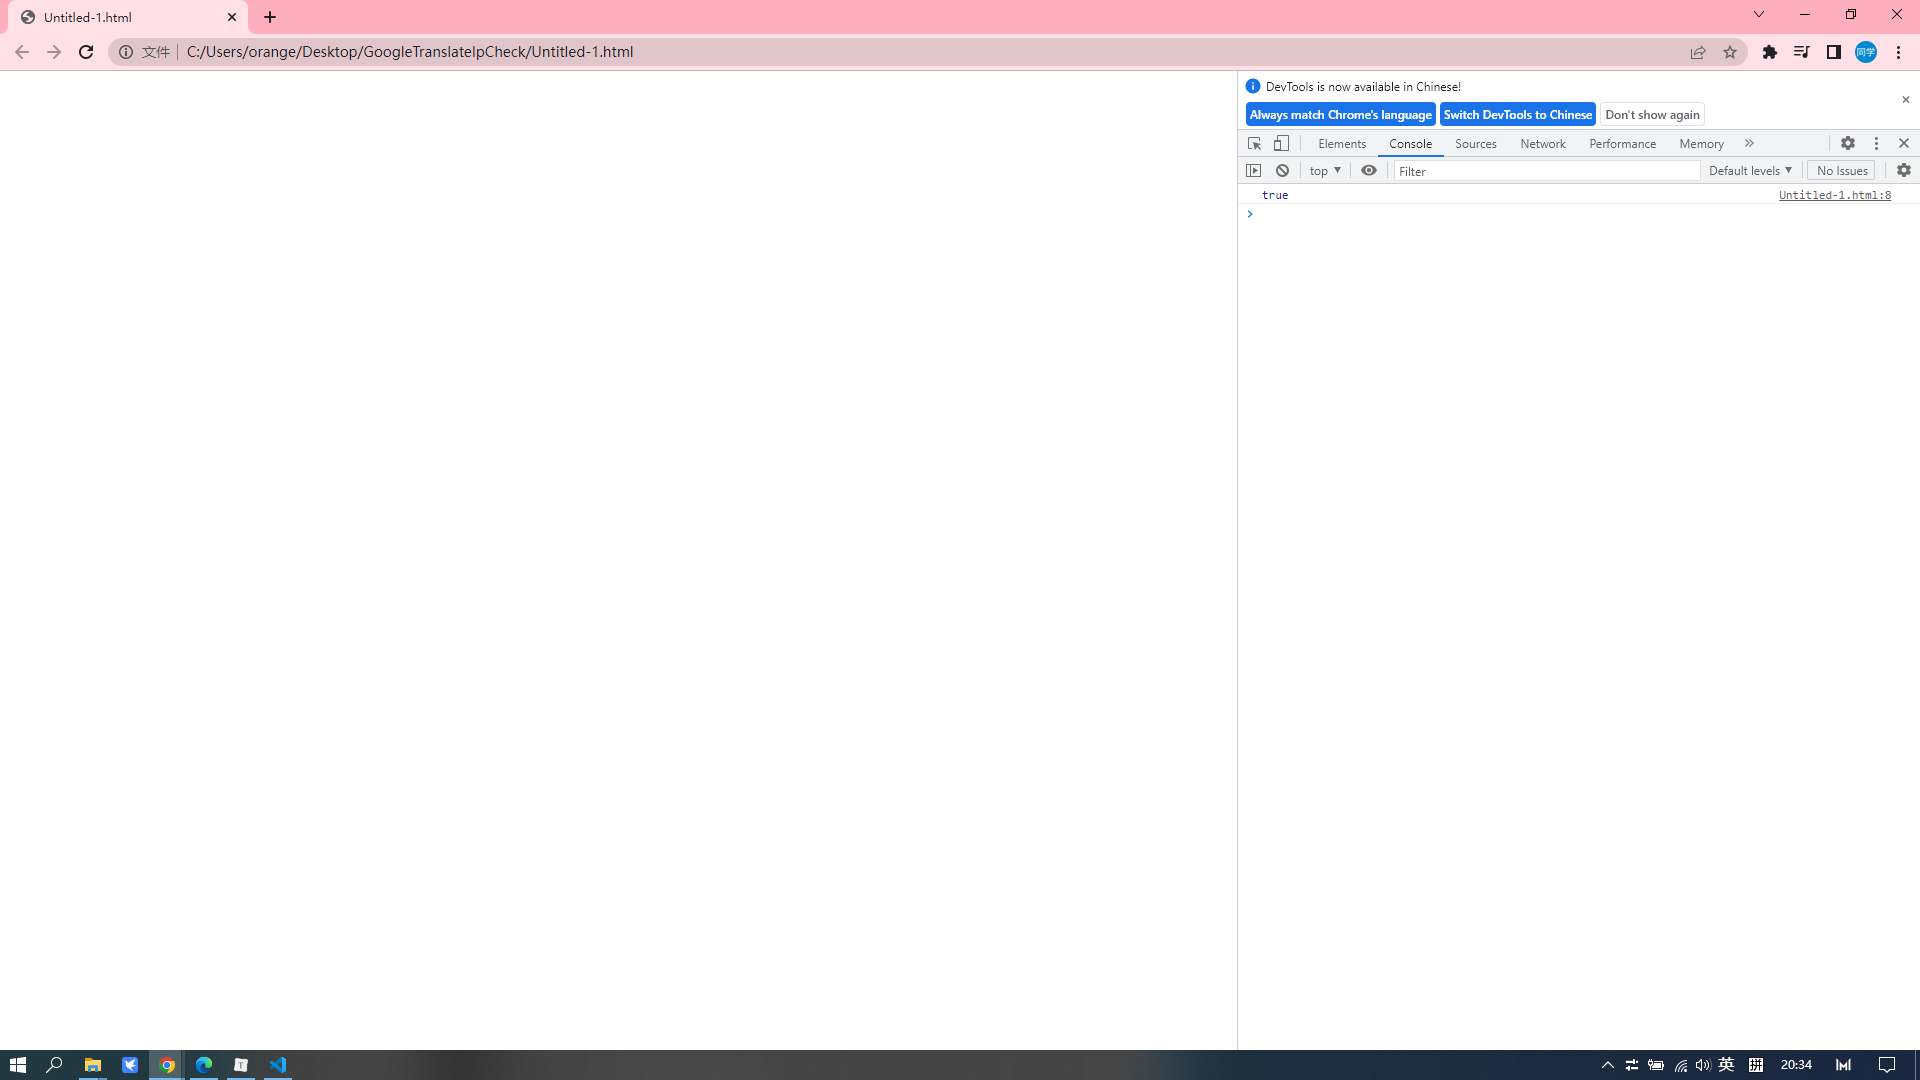 Untitled-1.html
文件 C:/Users/orange/Desktop/GoogleTranslateIpCheck/Untitled-1.html
同学
DevTools is now available in Chinese!
Always match Chrome's language Switch DevTools to Chinese Don't show again
Elements Console Sources Network Performance Memory
top Filter Default levels No Issues
true Untitled-1.html:8
英 拼 20:34